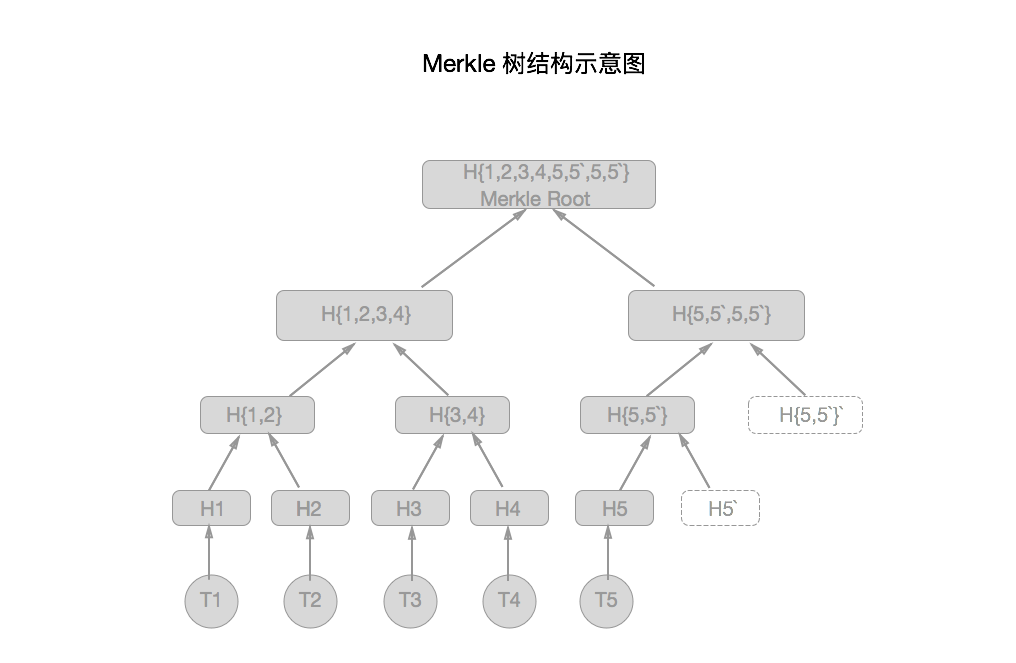 Merkle 树结构示意图
H{1,2,3,4,5,5`,5,5`}
Merkle Root
H{1,2,3,4}
H{5,5`,5,5`}
H{1,2}
H{3,4}
H{5,5`}
H{5,5`}`
H1
H2
H3
H4
H5
H5`
T1
T2
T3
T4
T5